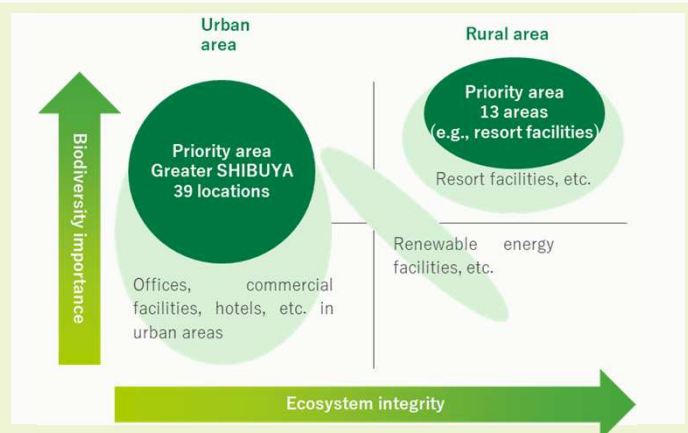 Urban
area
Rural area
Biodiversity importance
Priority area
Greater SHIBUYA
39 locations
Priority area
13 areas
(e.g., resort facilities)
Resort facilities, etc.
Renewable energy
facilities, etc.
Offices, commercial
facilities, hotels, etc. in
urban areas
Ecosystem integrity